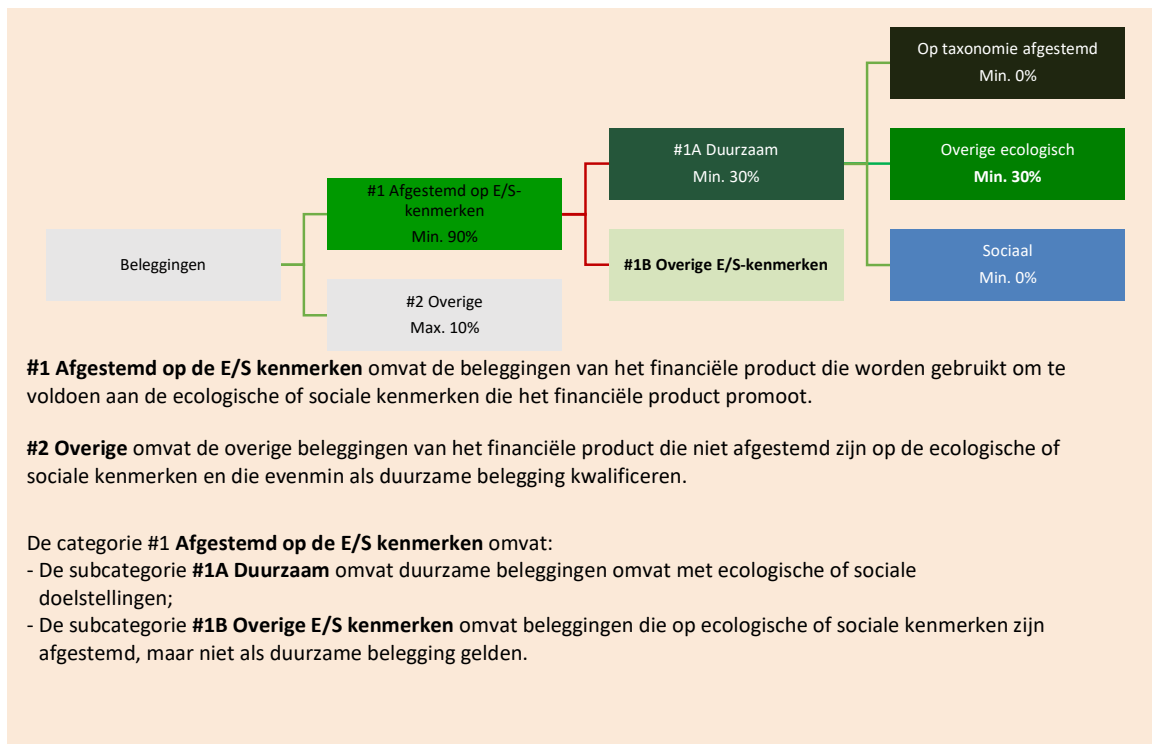 Beleggingen
#1 Afgestemd op E/S-
kenmerken
Min. 90%
#2 Overige
Max. 10%
#1A Duurzaam
Min. 30%
#1B Overige E/S-kenmerken
Op taxonomie afgestemd
Min. 0%
Overige ecologisch
Min. 30%
Sociaal
Min. 0%
#1 Afgestemd op de E/S kenmerken omvat de beleggingen van het financiële product die worden gebruikt om te
voldoen aan de ecologische of sociale kenmerken die het financiële product promoot.
#2 Overige omvat de overige beleggingen van het financiële product die niet afgestemd zijn op de ecologische of
sociale kenmerken en die evenmin als duurzame belegging kwalificeren.
De categorie #1 Afgestemd op de E/S kenmerken omvat:
- De subcategorie #1A Duurzaam omvat duurzame beleggingen omvat met ecologische of sociale
doelstellingen;
- De subcategorie #1B Overige E/S kenmerken omvat beleggingen die op ecologische of sociale kenmerken zijn
afgestemd, maar niet als duurzame belegging gelden.